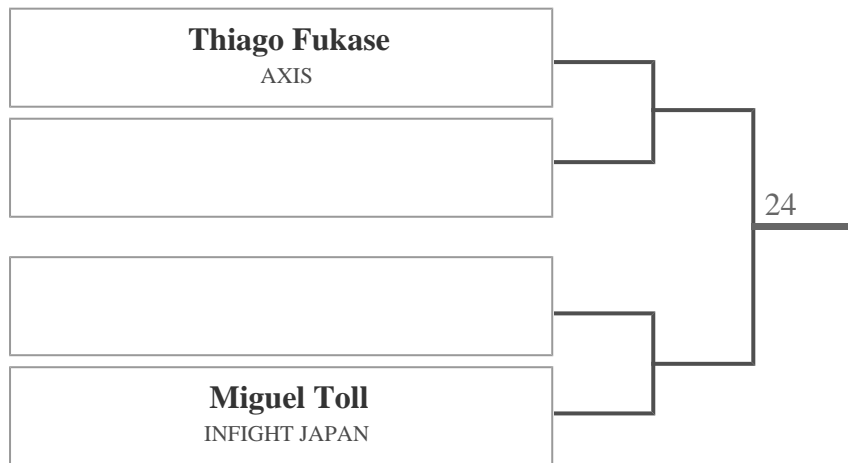 Thiago Fukase
AXIS
24
Miguel Toll
INFIGHT JAPAN